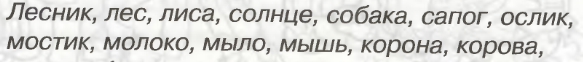 Лесник, лес, лиса, солнце, собака, сапог, ослик,
мостик, молоко, мыло, мышь, корона, корова,